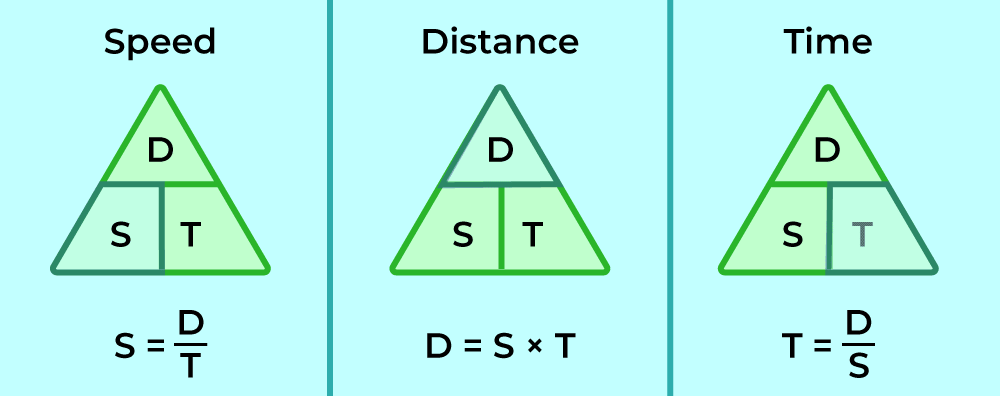 Speed
D
S T
S = D/T
Distance
D
S T
D = S × T
Time
D
S T
T = D/S